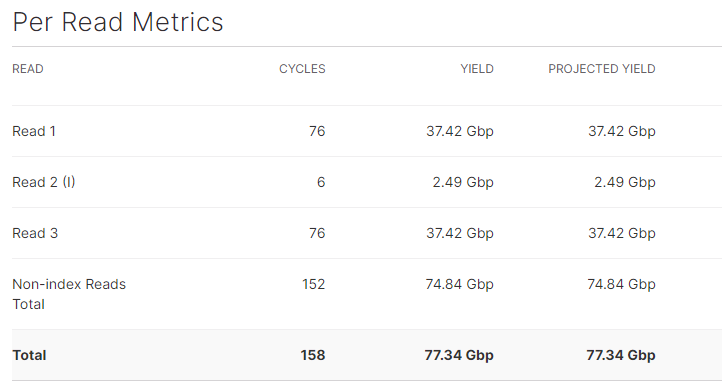 Per Read Metrics
READ CYCLES YIELD PROJECTED YIELD
Read 1 76 37.42 Gbp 37.42 Gbp
Read 2 (I) 6 2.49 Gbp 2.49 Gbp
Read 3 76 37.42 Gbp 37.42 Gbp
Non-index Reads 152 74.84 Gbp 74.84 Gbp
Total
Total 158 77.34 Gbp 77.34 Gbp